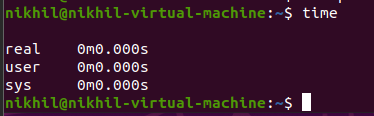 nikhil@nikhil-virtual-machine:~$ time

real    0m0.000s
user    0m0.000s
sys     0m0.000s
nikhil@nikhil-virtual-machine:~$